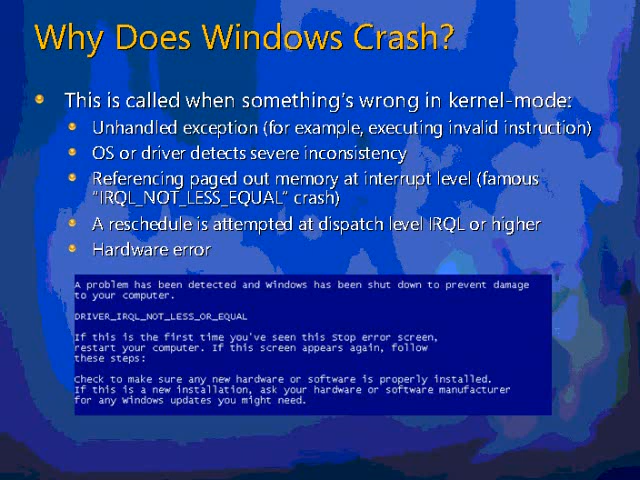 Why Does Windows Crash?
This is called when something's wrong in kernel-mode:
Unhandled exception (for example, executing invalid instruction)
OS or driver detects severe inconsistency
Referencing paged out memory at interrupt level (famous
"IRQL_NOT_LESS_EQUAL" crash)
A reschedule is attempted at dispatch level IRQL or higher
Hardware error
A problem has been detected and Windows has been shut down to prevent damage
to your computer.
DRIVER_IRQL_NOT_LESS_OR_EQUAL
If this is the first time you've seen this Stop error screen,
restart your computer. If this screen appears again, follow
these steps:
Check to make sure any new hardware or software is properly installed.
If this is a new installation, ask your hardware or software manufacturer
for any Windows updates you might need.